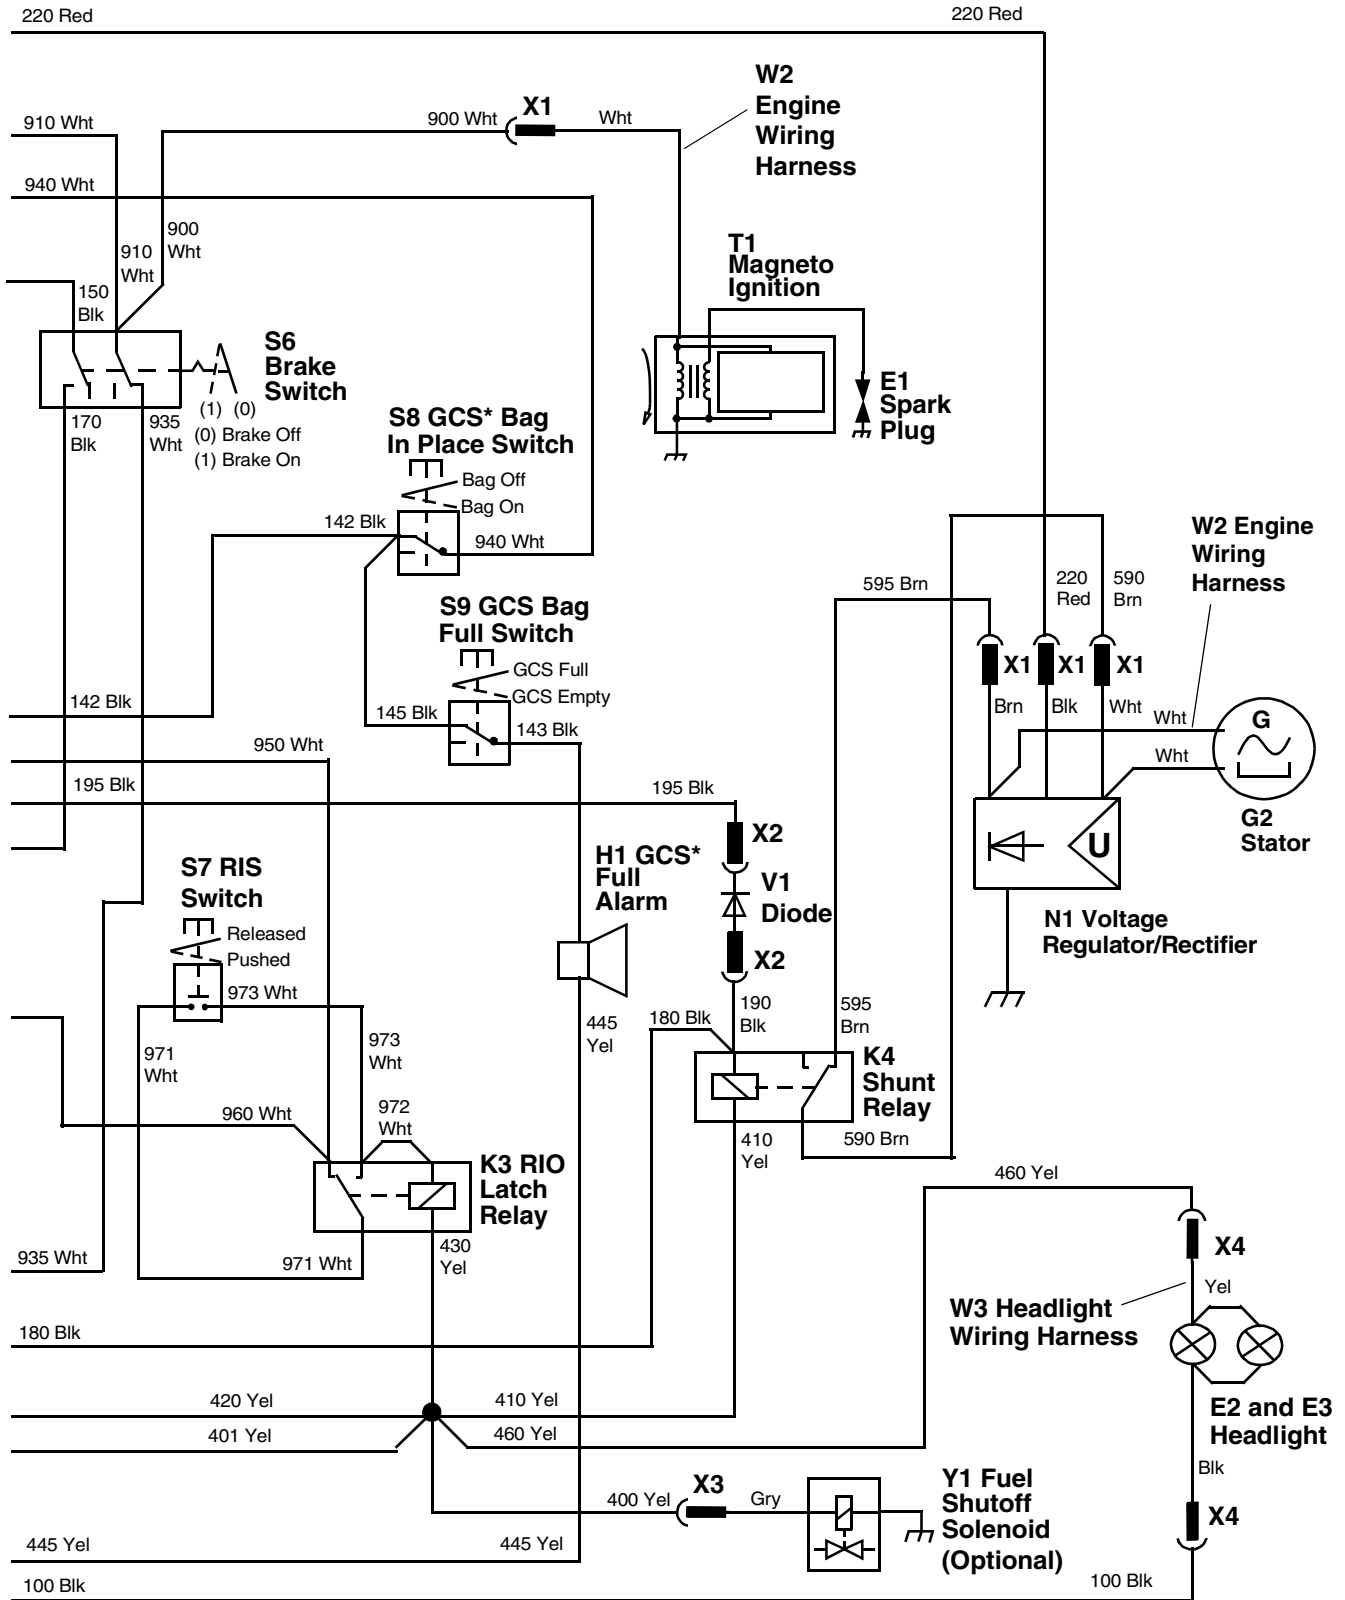 220 Red
220 Red
W2
Engine
Wiring
Harness
X1
900 Wht
Wht
910 Wht
940 Wht
900
Wht
910
Wht
150
Blk
T1
Magneto
Ignition
S6
Brake
Switch
(1) (0)
(0) Brake Off
(1) Brake On
170
Blk
935
Wht
E1
Spark
Plug
S8 GCS* Bag
In Place Switch
Bag Off
Bag On
142 Blk
940 Wht
W2 Engine
Wiring
Harness
595 Brn
220
Red
590
Brn
S9 GCS Bag
Full Switch
GCS Full
GCS Empty
X1
X1
X1
142 Blk
145 Blk
143 Blk
Brn
Blk
Wht
Wht
G
950 Wht
Wht
195 Blk
195 Blk
G2
Stator
X2
U
H1 GCS*
Full
Alarm
S7 RIS
Switch
V1
Diode
N1 Voltage
Regulator/Rectifier
Released
Pushed
X2
973 Wht
190
Blk
595
Brn
180 Blk
445
Yel
971
Wht
973
Wht
K4
Shunt
Relay
960 Wht
972
Wht
410
Yel
590 Brn
K3 RIO
Latch
Relay
460 Yel
430
Yel
935 Wht
971 Wht
X4
Yel
W3 Headlight
Wiring Harness
180 Blk
420 Yel
410 Yel
401 Yel
460 Yel
E2 and E3
Headlight
Blk
X3
400 Yel
Gry
Y1 Fuel
Shutoff
Solenoid
(Optional)
X4
445 Yel
445 Yel
100 Blk
100 Blk